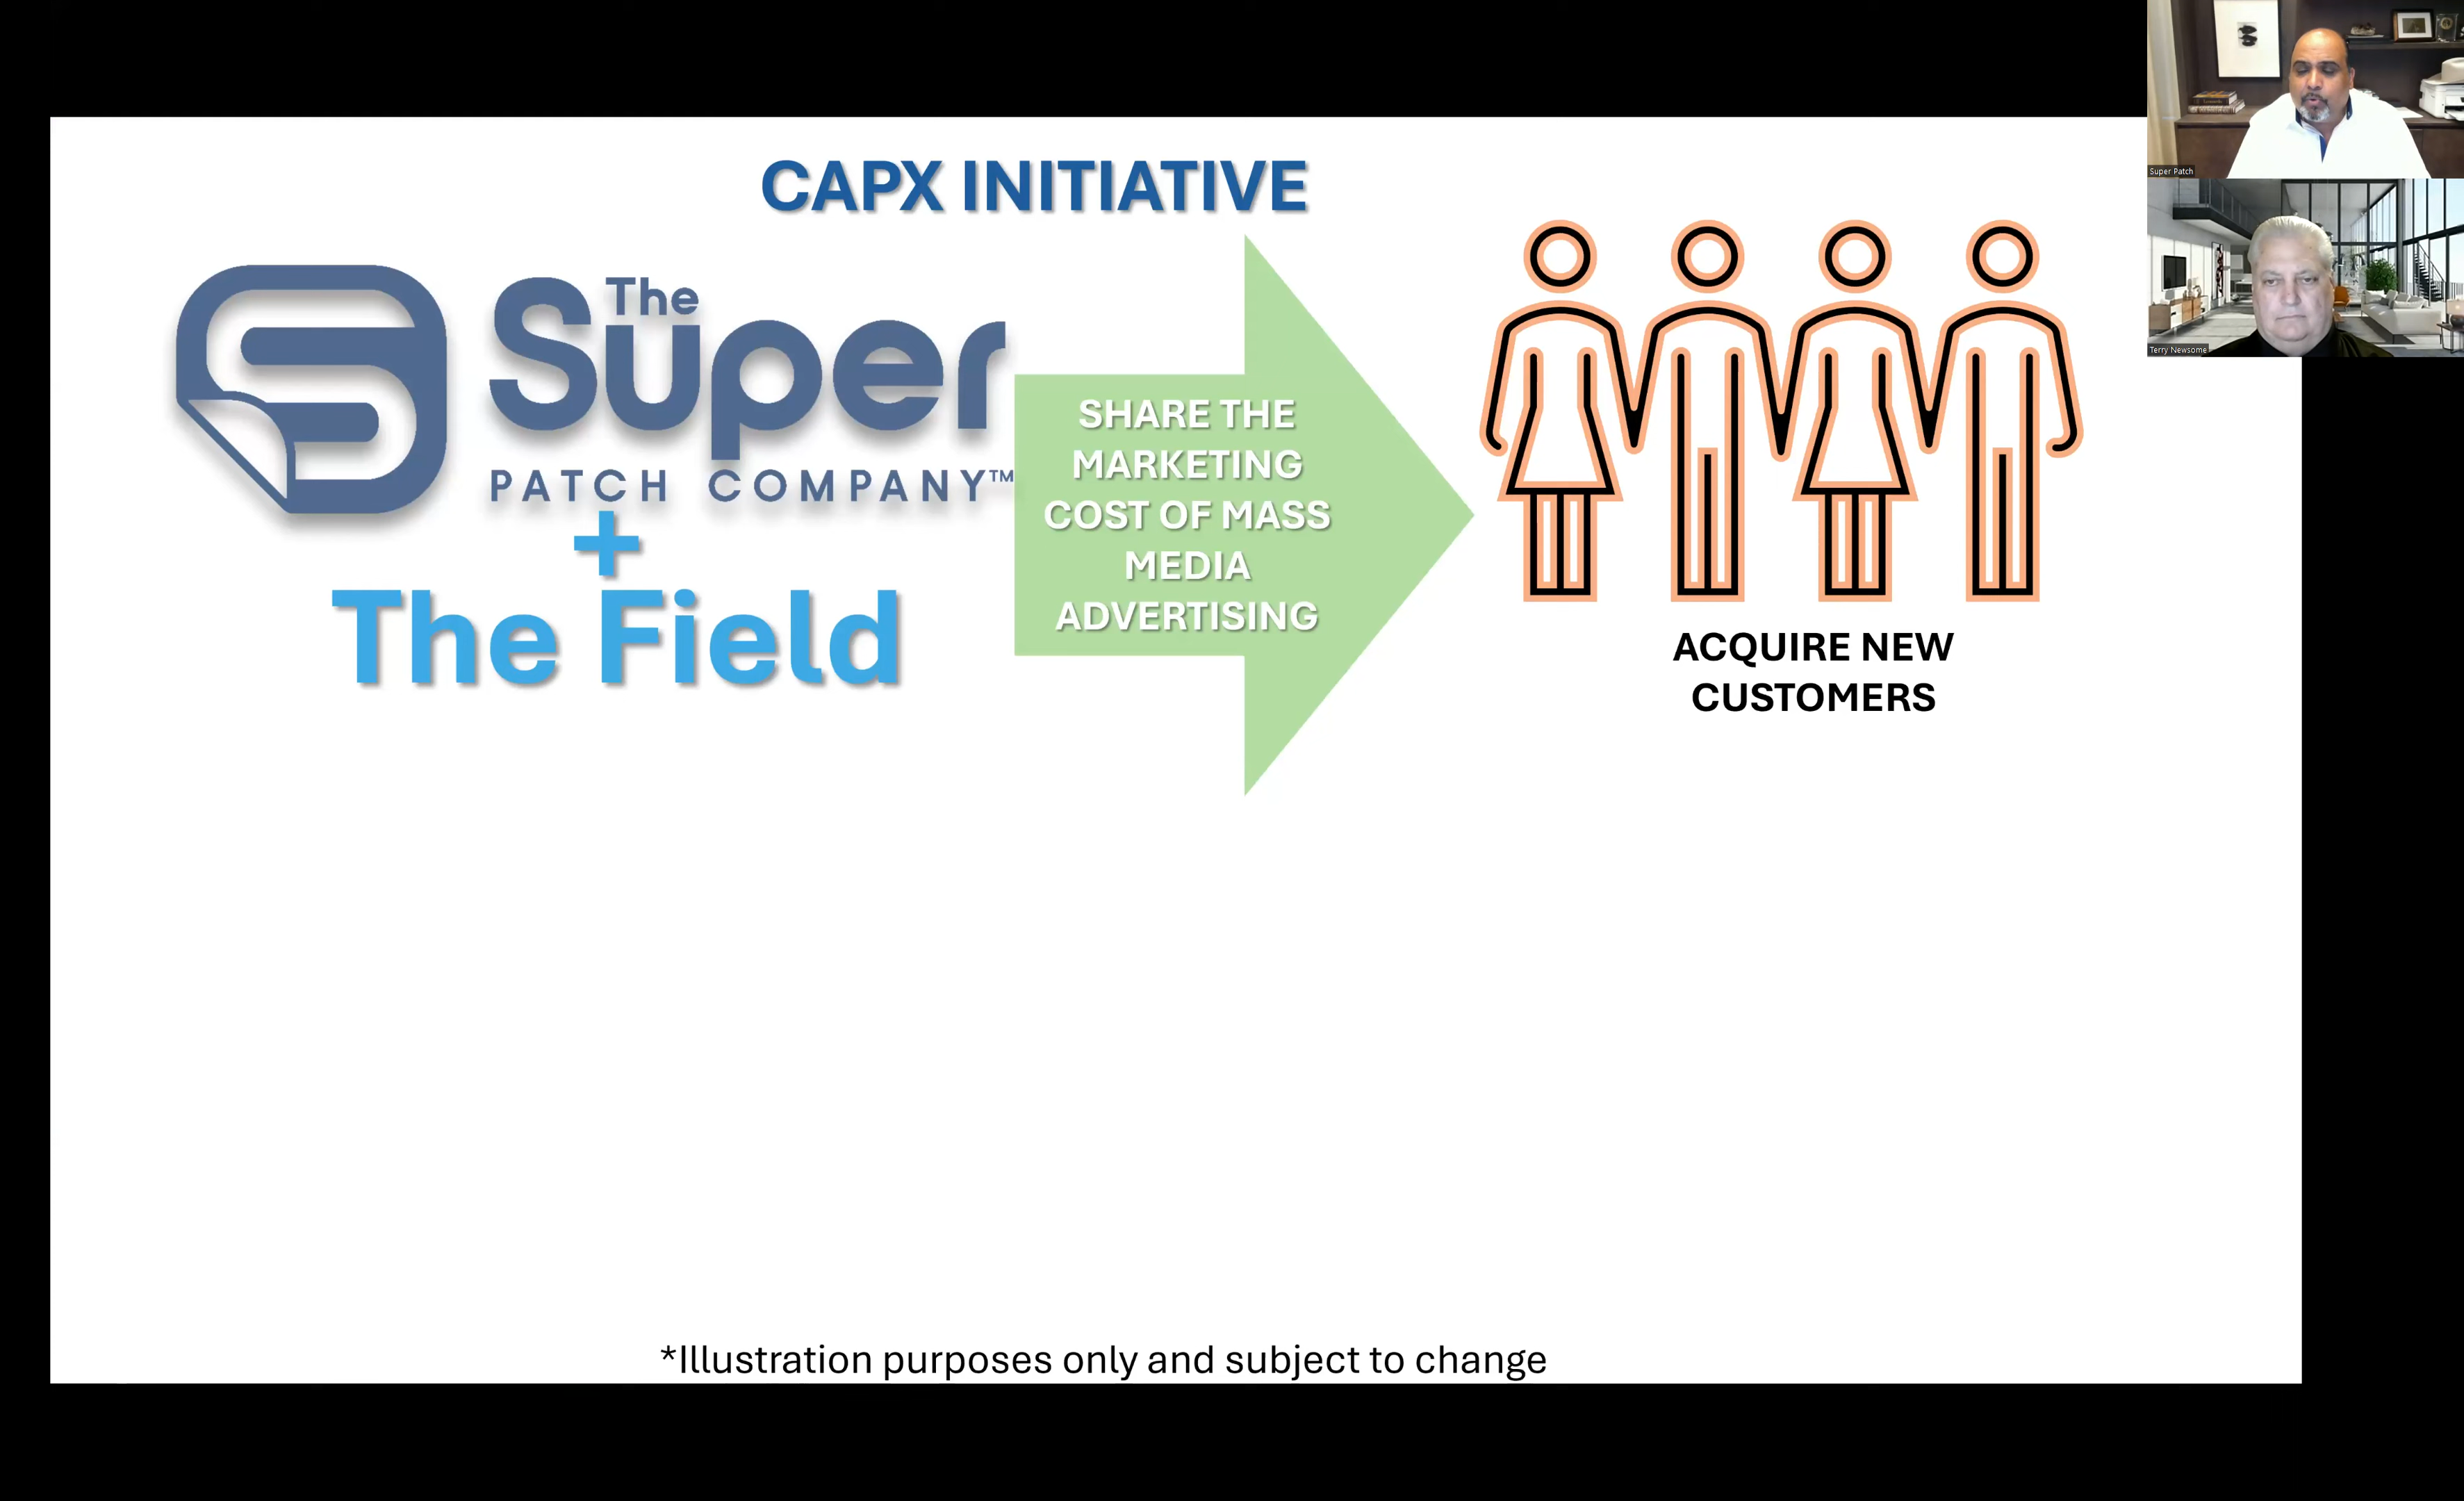 CAPX INITIATIVE
The
Super
PATCH COMPANY™
+
The Field
SHARE THE
MARKETING
COST OF MASS
MEDIA
ADVERTISING
ACQUIRE NEW
CUSTOMERS
*Illustration purposes only and subject to change
Super Patch
Terry Newsome